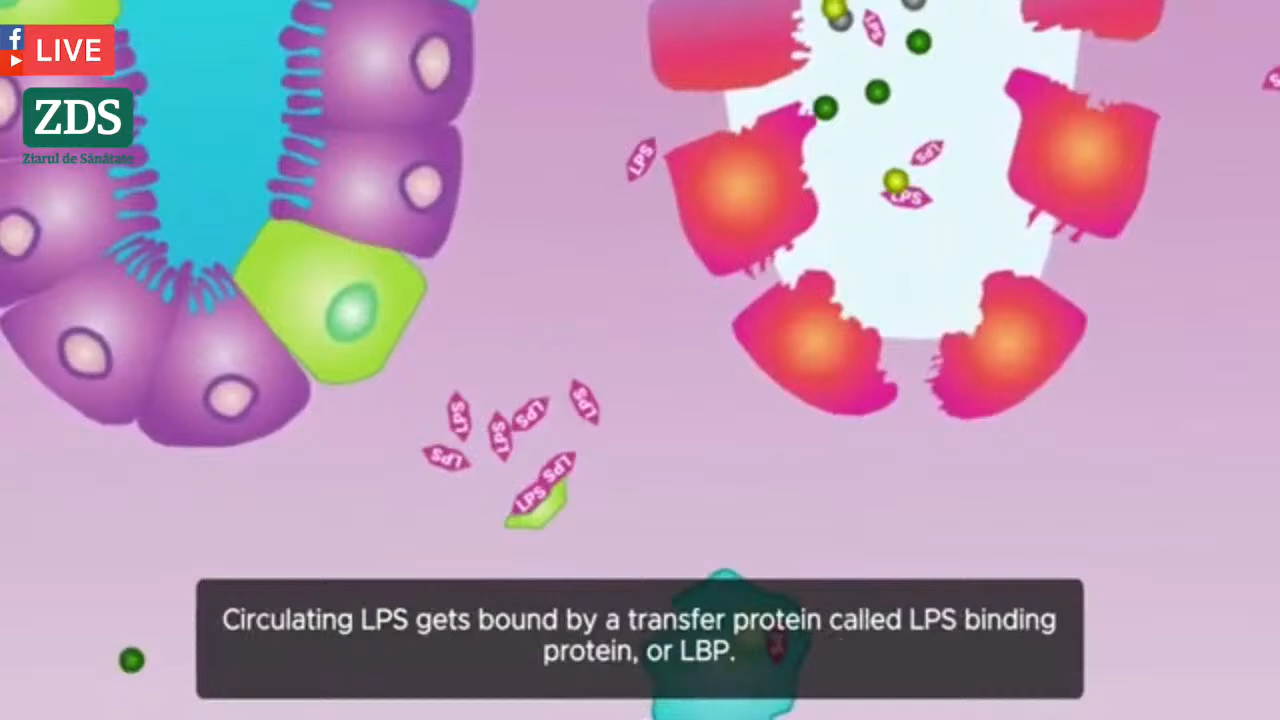 f LIVE
ZDS
Ziarul de Sănătate
LPS
LPS
LPS
LPS
LPS
LPS
LPS
LPS
LPS
LPS
LPS
Circulating LPS gets bound by a transfer protein called LPS binding
protein, or LBP.